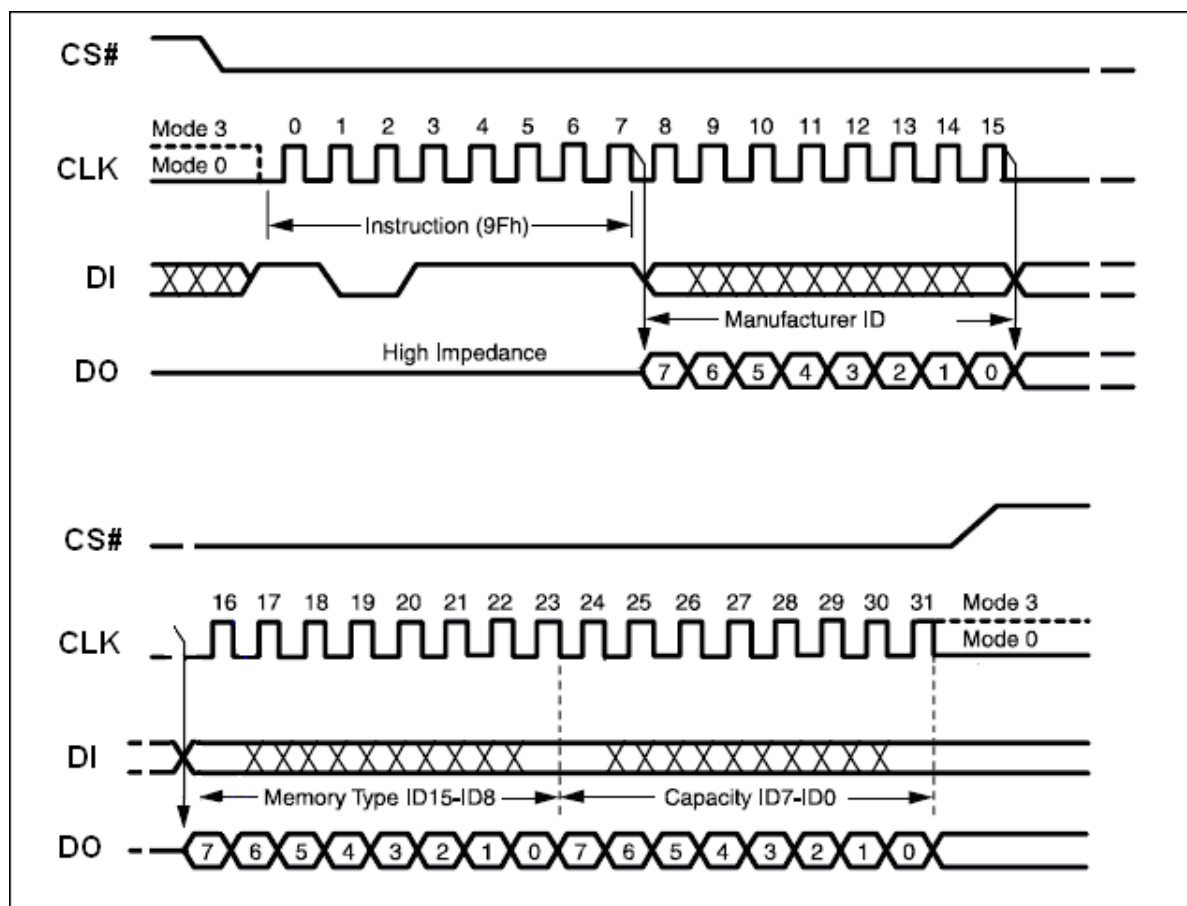 CS#
Mode 3
0 1 2 3 4 5 6 7 8 9 10 11 12 13 14 15
CLK
Mode 0
Instruction (9Fh)
DI
Manufacturer ID
High Impedance
DO
7 6 5 4 3 2 1 0
CS#
16 17 18 19 20 21 22 23 24 25 26 27 28 29 30 31
Mode 3
CLK
Mode 0
DI
Memory Type ID15-ID8
Capacity ID7-ID0
DO
7 6 5 4 3 2 1 0 7 6 5 4 3 2 1 0